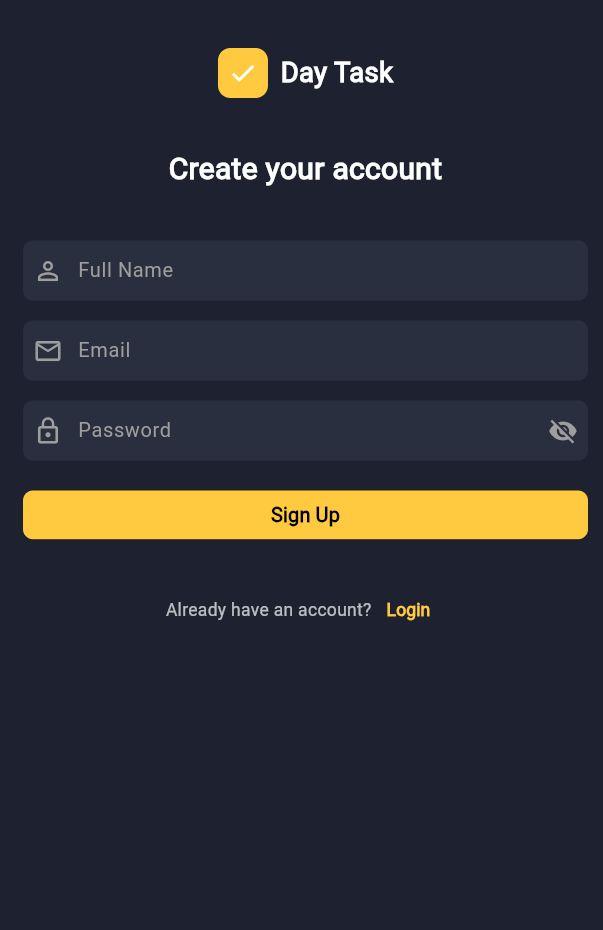 Day Task
Create your account
Full Name
Email
Password
Sign Up
Already have an account? Login